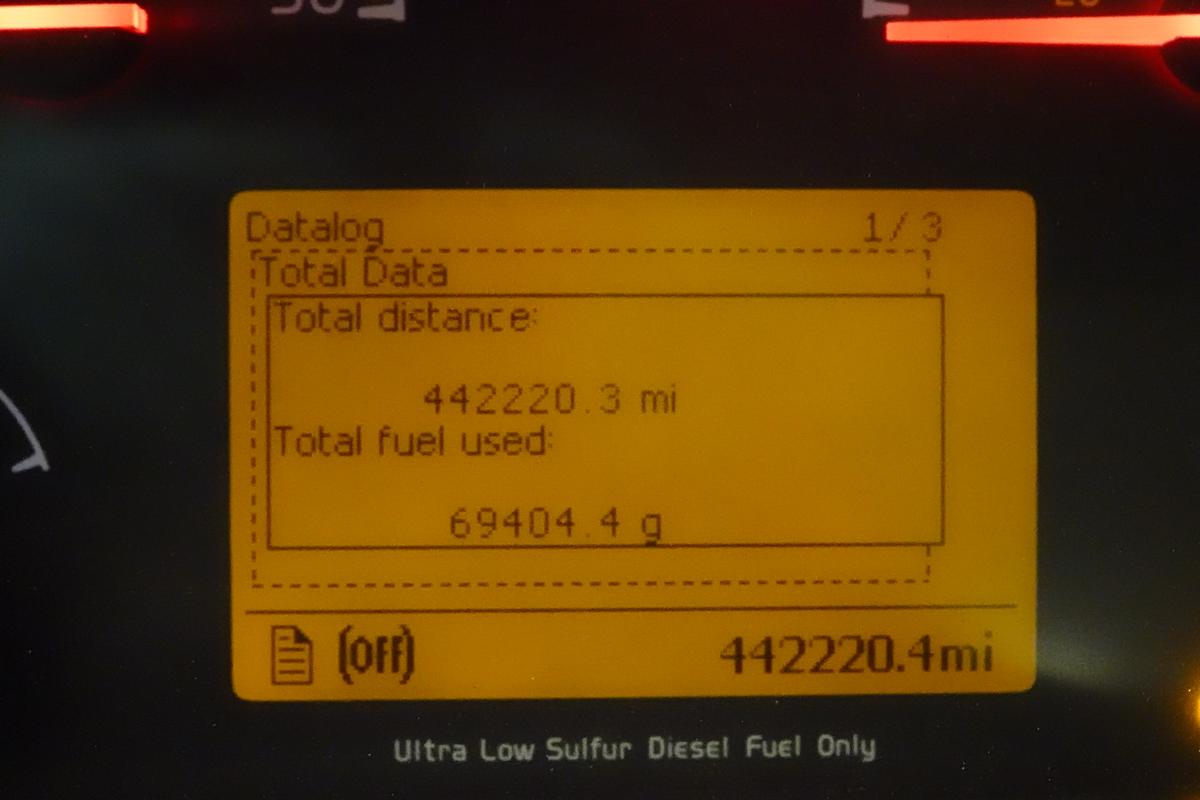 Datalog 1/ 3
Total Data
Total distance:
442220.3 mi
Total fuel used:
69404.4 g
(Off) 442220.4mi
Ultra Low Sulfur Diesel Fuel Only